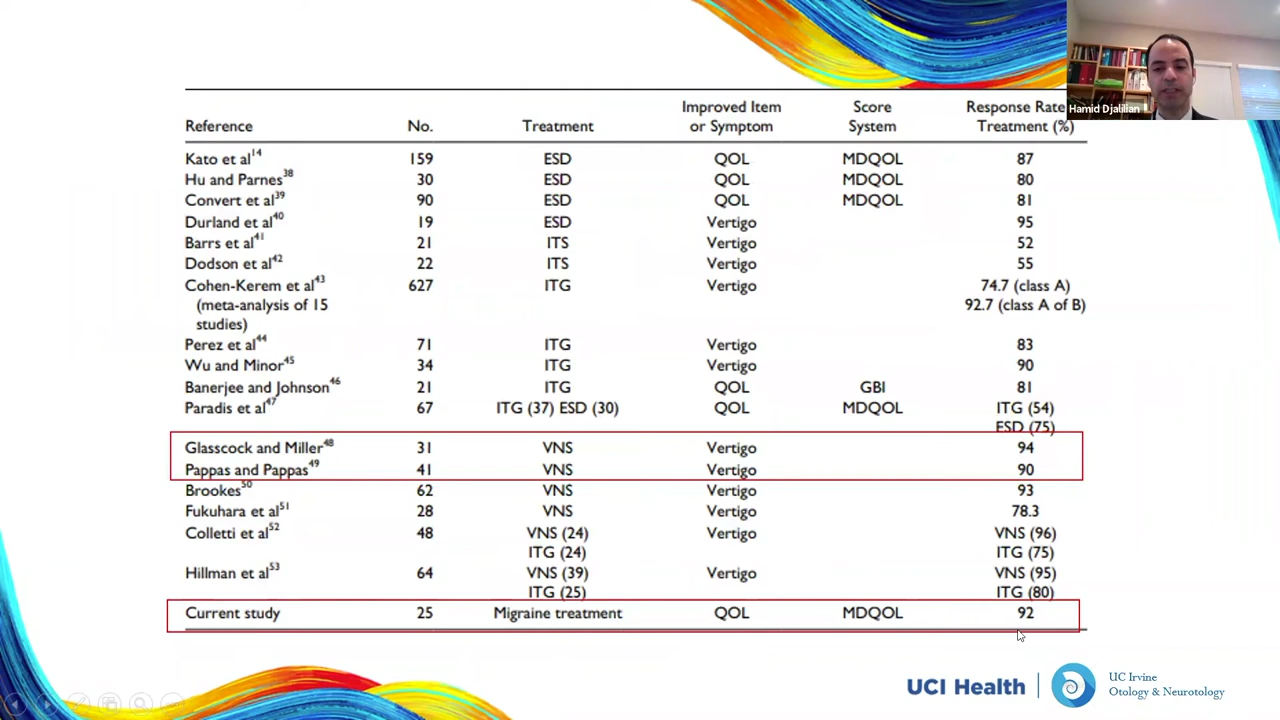 Hamid Djalilian
Reference No. Treatment Improved Item or Symptom Score System Response Rate Treatment (%)
Kato et al14 159 ESD QOL MDQOL 87
Hu and Parnes38 30 ESD QOL MDQOL 80
Convert et al39 90 ESD QOL MDQOL 81
Durland et al40 19 ESD Vertigo 95
Barrs et al41 21 ITS Vertigo 52
Dodson et al42 22 ITS Vertigo 55
Cohen-Kerem et al43 627 ITG Vertigo 74.7 (class A)
(meta-analysis of 15 92.7 (class A of B)
studies)
Perez et al44 71 ITG Vertigo 83
Wu and Minor45 34 ITG Vertigo 90
Banerjee and Johnson46 21 ITG QOL GBI 81
Paradis et al47 67 ITG (37) ESD (30) QOL MDQOL ITG (54)
ESD (75)
Glasscock and Miller48 31 VNS Vertigo 94
Pappas and Pappas49 41 VNS Vertigo 90
Brookes50 62 VNS Vertigo 93
Fukuhara et al51 28 VNS Vertigo 78.3
Colletti et al52 48 VNS (24) Vertigo VNS (96)
ITG (24) ITG (75)
Hillman et al53 64 VNS (39) Vertigo VNS (95)
ITG (25) ITG (80)
Current study 25 Migraine treatment QOL MDQOL 92
UCI Health
UC Irvine
Otology & Neurotology